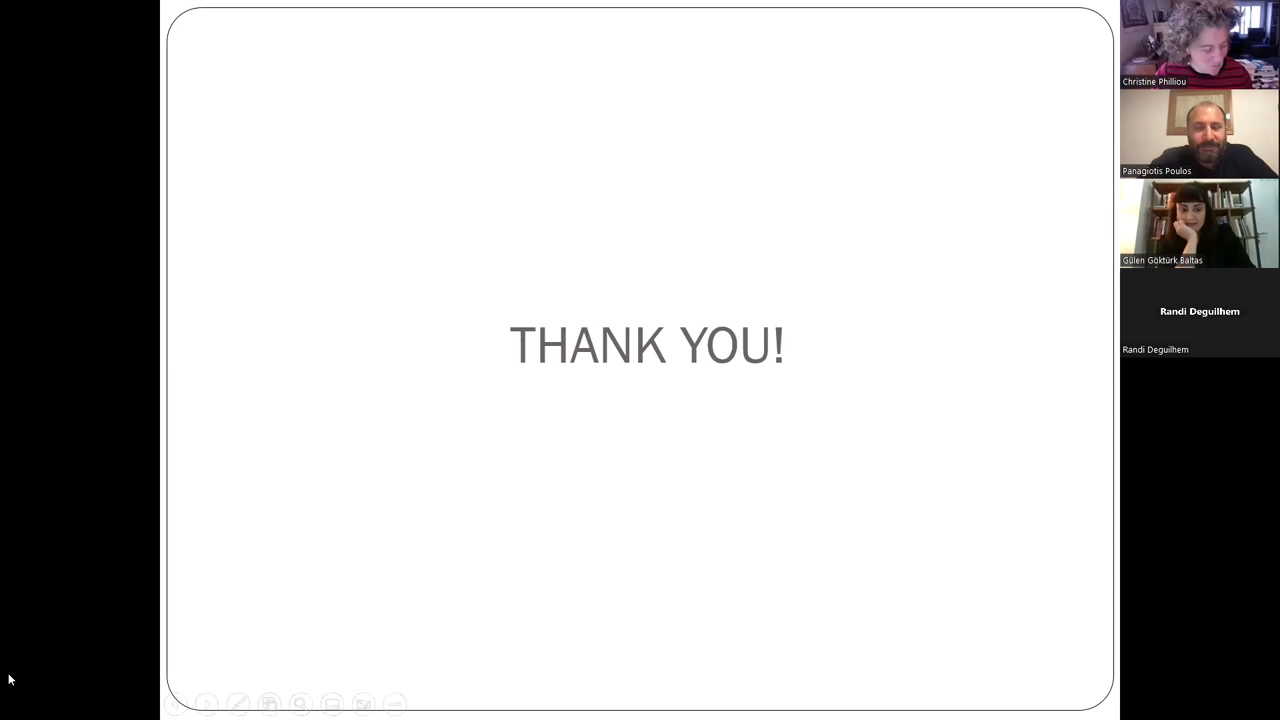 THANK YOU!
Christine Philliou
Panagiotis Poulos
Gülen Göktürk Baltas
Randi Deguilhem
Randi Deguilhem